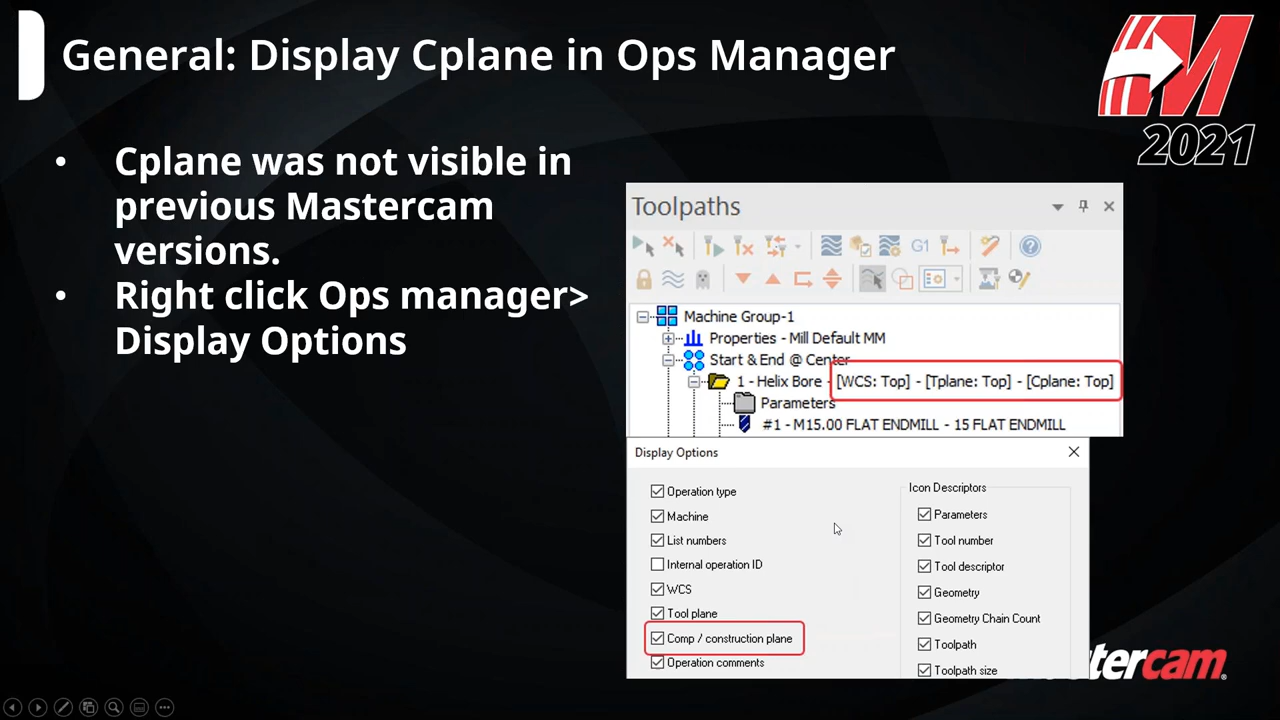 General: Display Cplane in Ops Manager
2021
• Cplane was not visible in
previous Mastercam
versions.
• Right click Ops manager>
Display Options
Toolpaths
G1
Machine Group-1
Properties - Mill Default MM
Start & End @ Center
1 - Helix Bore - [WCS: Top] - [Tplane: Top] - [Cplane: Top]
Parameters
#1 - M15.00 FLAT ENDMILL - 15 FLAT ENDMILL
Display Options
Operation type
Machine
List numbers
Internal operation ID
WCS
Tool plane
Comp / construction plane
Operation comments
Icon Descriptors
Parameters
Tool number
Tool descriptor
Geometry
Geometry Chain Count
Toolpath
Toolpath size
tercam.